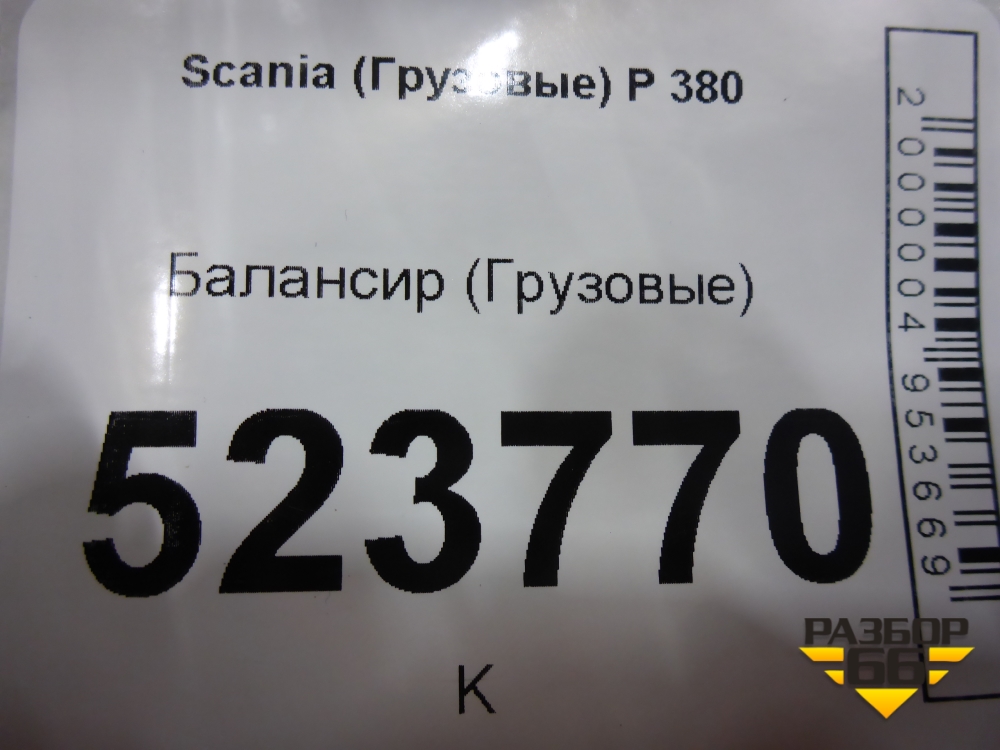 Scania (Грузовые) P 380
Балансир (Грузовые)
523770
К
2000004953669
РАЗБОР
66